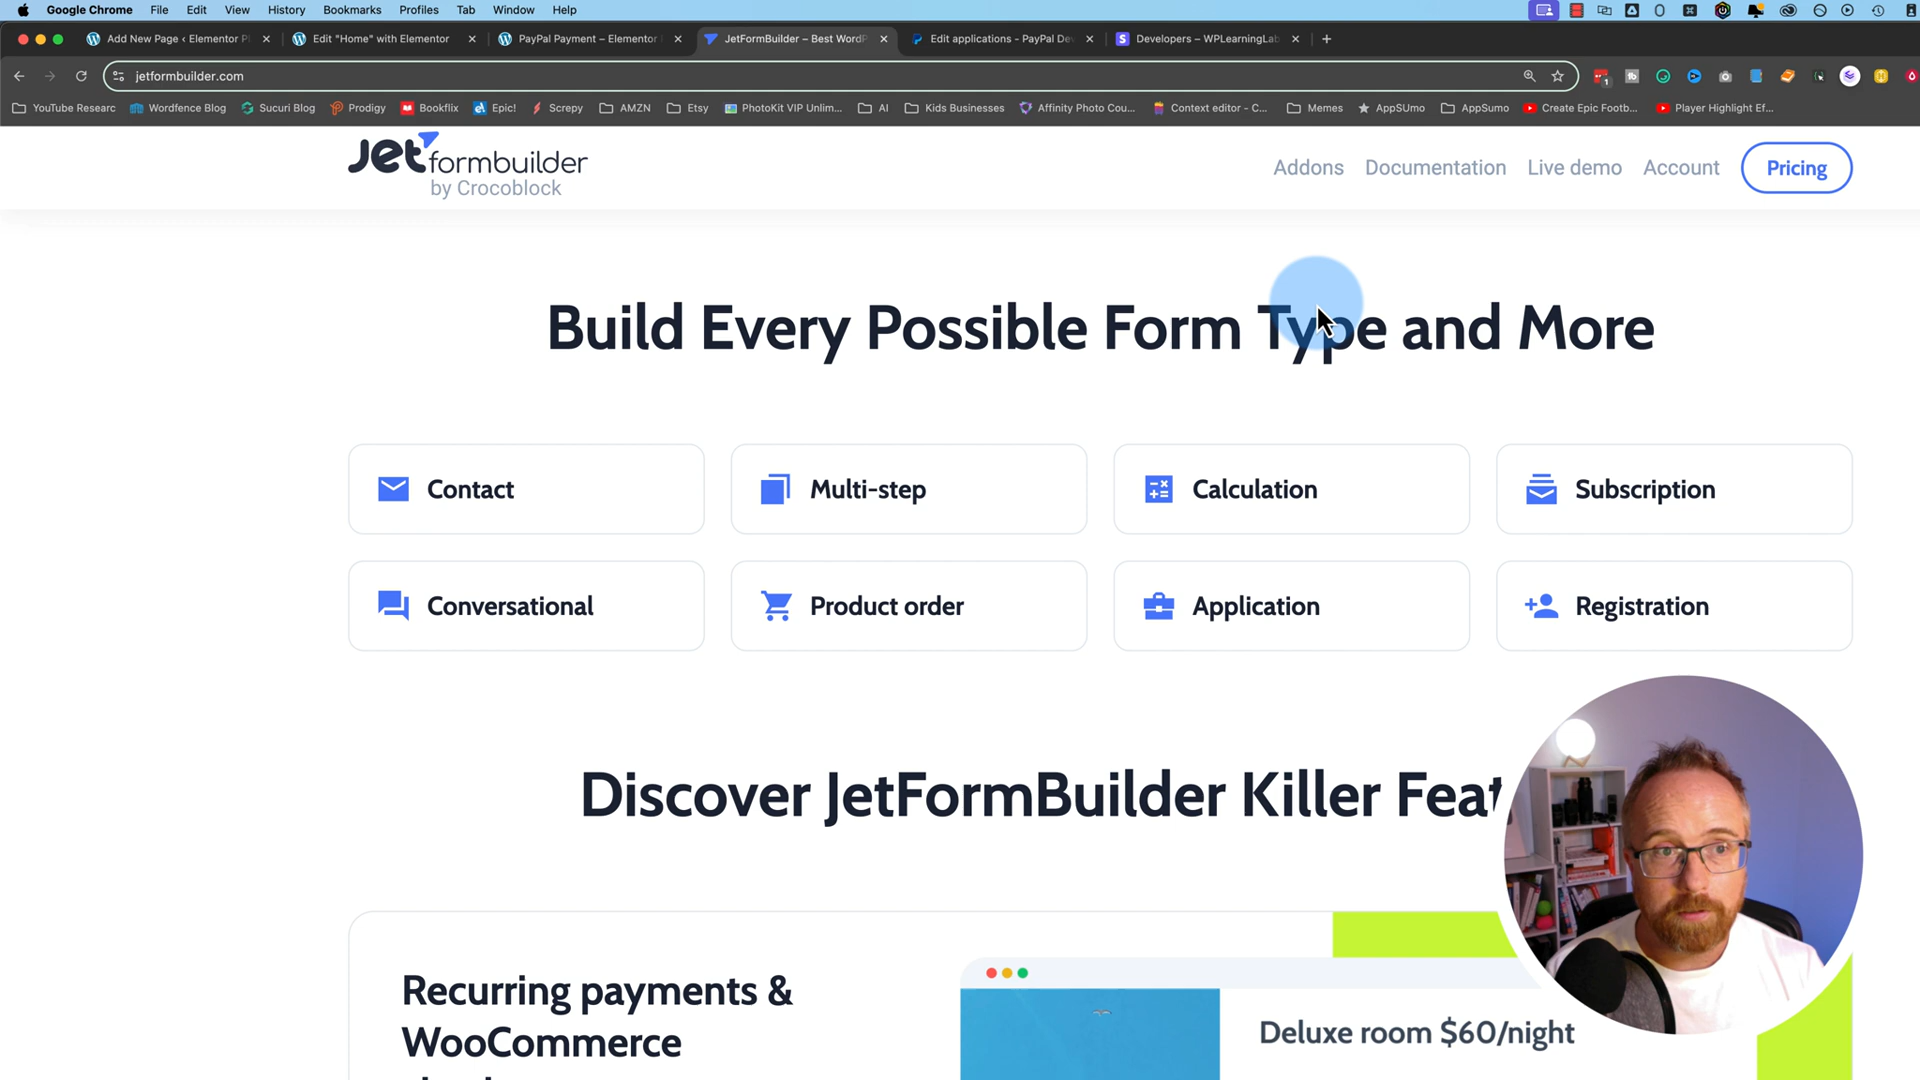 Google Chrome File Edit View History Bookmarks Profiles Tab Window Help
Add New Page ‹ Elementor P Edit "Home" with Elementor PayPal Payment – Elementor JetFormBuilder – Best WordP Edit applications - PayPal De Developers – WPLearningLab
jetformbuilder.com
YouTube Researc Wordfence Blog Sucuri Blog Prodigy Bookflix Epic! Screpy AMZN Etsy PhotoKit VIP Unlim... AI Kids Businesses Affinity Photo Cou... Context editor - C... Memes AppSUmo AppSumo Create Epic Footb... Player Highlight Ef...
Jet formbuilder
by Crocoblock
Addons Documentation Live demo Account Pricing
Build Every Possible Form Type and More
Contact Multi-step Calculation Subscription
Conversational Product order Application Registration
Discover JetFormBuilder Killer Feat
Recurring payments &
WooCommerce
Deluxe room $60/night